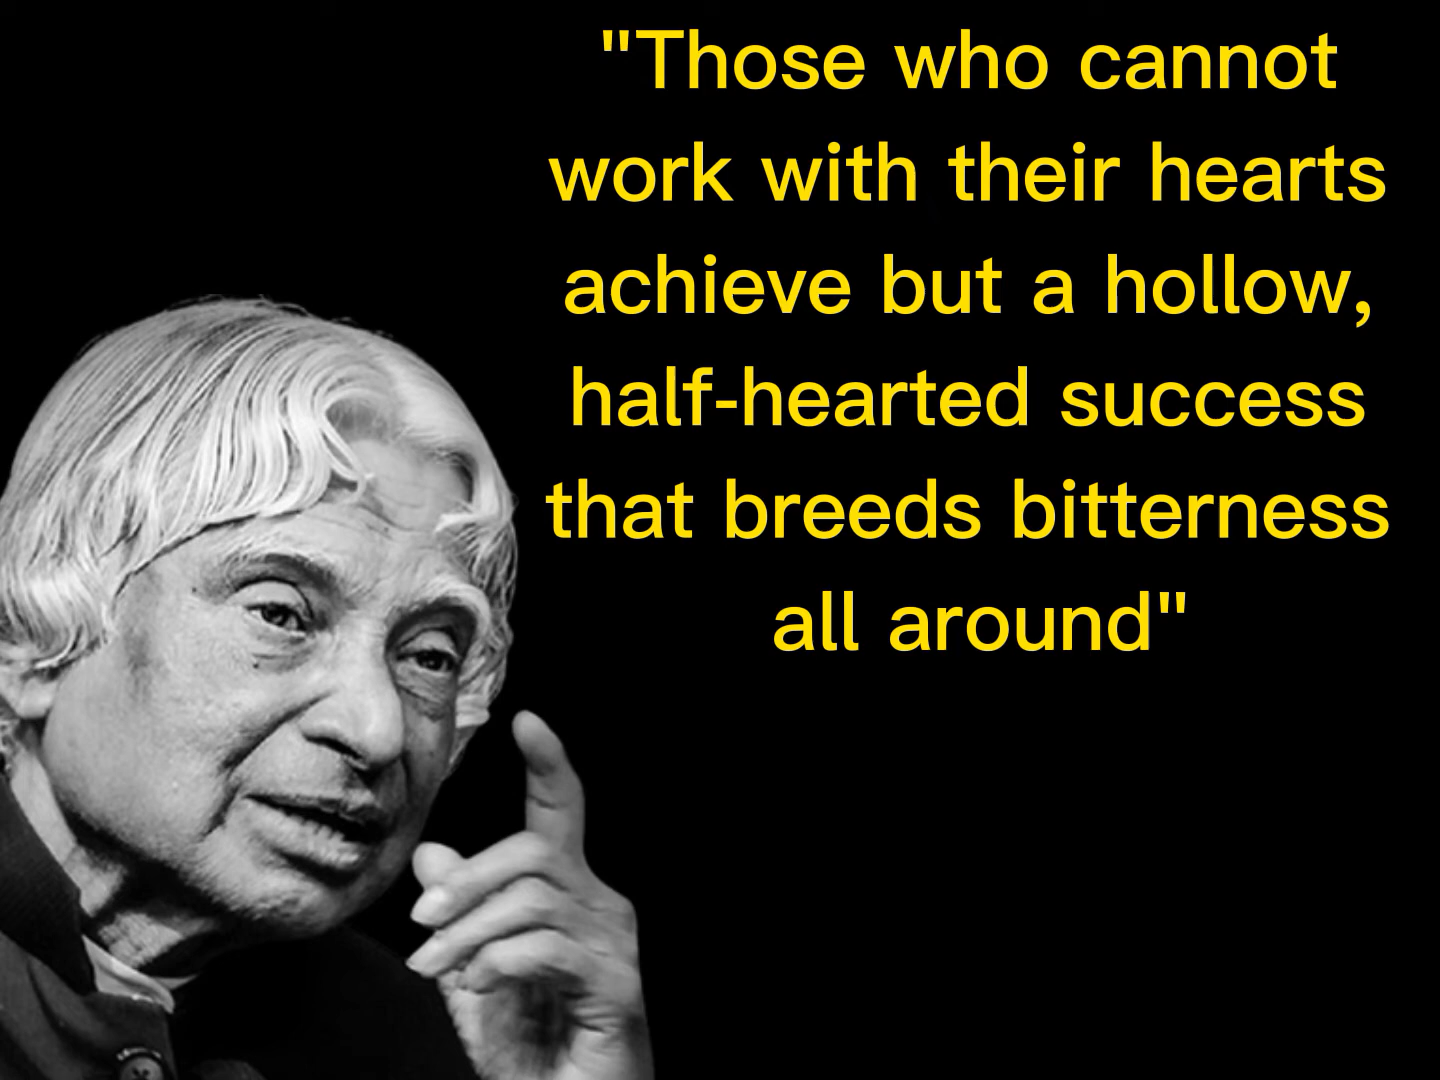 "Those who cannot
work with their hearts
achieve but a hollow,
half-hearted success
that breeds bitterness
all around"